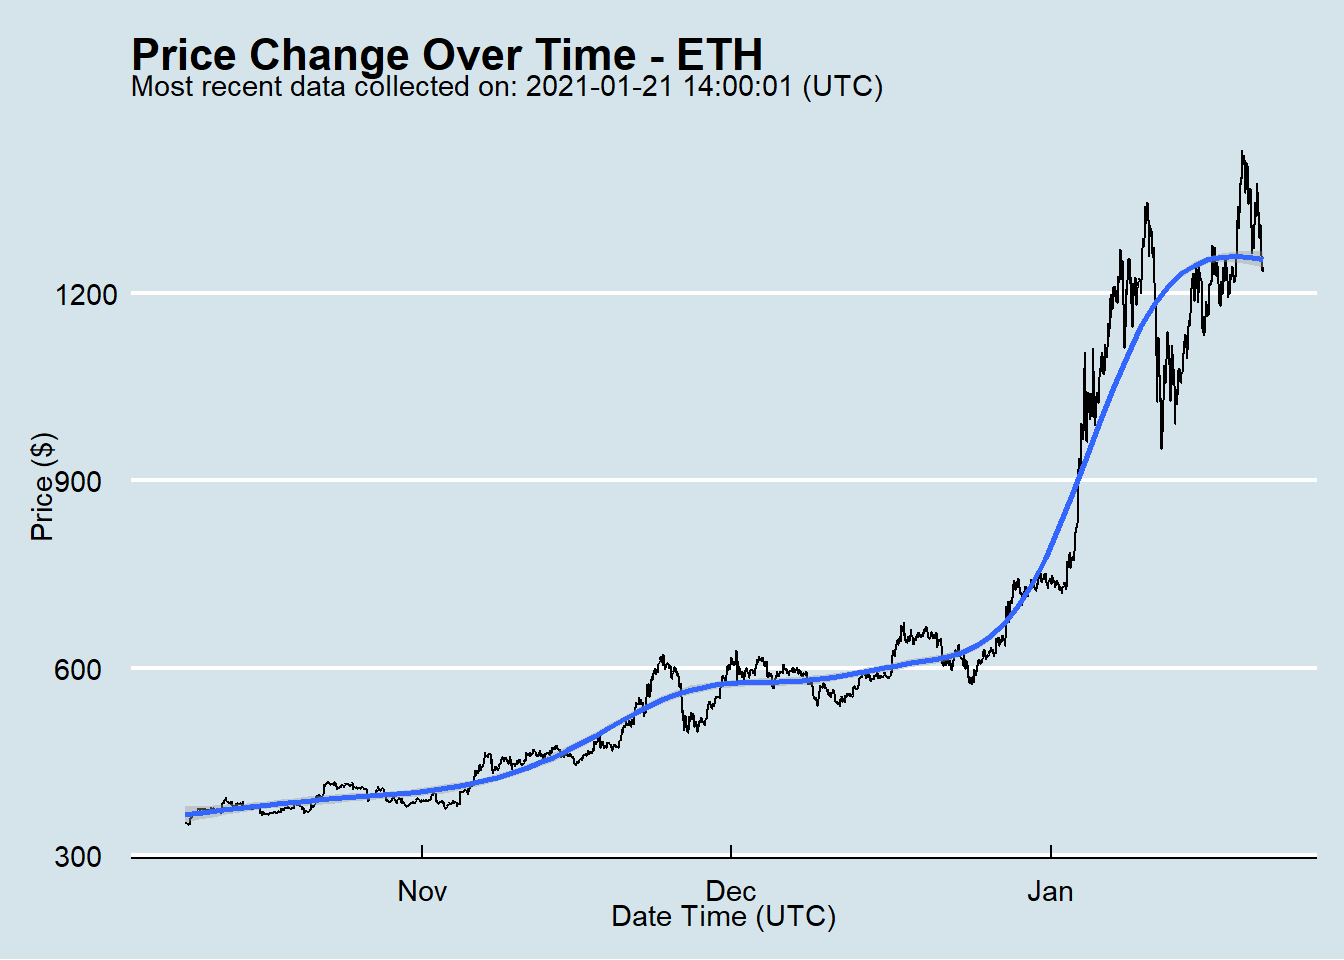 Price Change Over Time - ETH
Most recent data collected on: 2021-01-21 14:00:01 (UTC)
Price ($)
1200
900
600
300
Nov
Dec
Jan
Date Time (UTC)